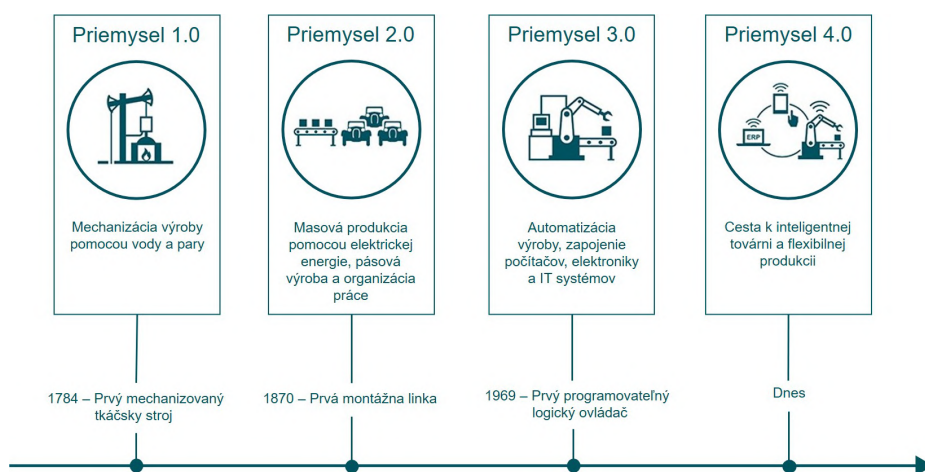 Priemysel 1.0
Mechanizácia výroby
pomocou vody a pary
1784 – Prvý mechanizovaný
tkáčsky stroj
Priemysel 2.0
Masová produkcia
pomocou elektrickej
energie, pásová
výroba a organizácia
práce
1870 – Prvá montážna linka
Priemysel 3.0
Automatizácia
výroby, zapojenie
počítačov, elektroniky
a IT systémov
1969 – Prvý programovateľný
logický ovládač
Priemysel 4.0
ERP
Cesta k inteligentnej
továrni a flexibilnej
produkcii
Dnes